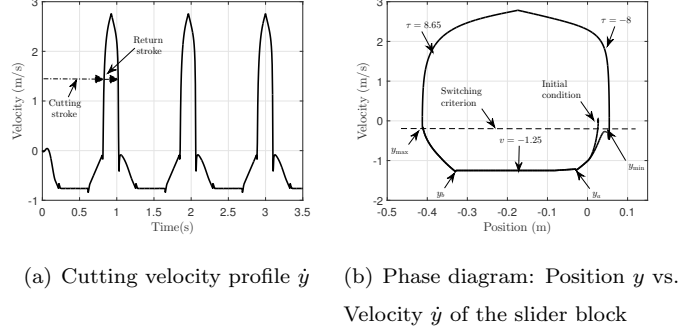 3
2
1
0
-1
Velocity (m/s)
Return
stroke
Cutting
stroke
0 0.5 1 1.5 2 2.5 3 3.5
Time(s)
3
2
1
0
-1
-2
Velocity (m/s)
τ = 8.65
τ = −8
Switching
criterion
Initial
condition
v = −1.25
y_max
y_min
y_b
y_a
-0.5 -0.4 -0.3 -0.2 -0.1 0 0.1
Position (m)
(a) Cutting velocity profile ẏ
(b) Phase diagram: Position y vs.
Velocity ẏ of the slider block